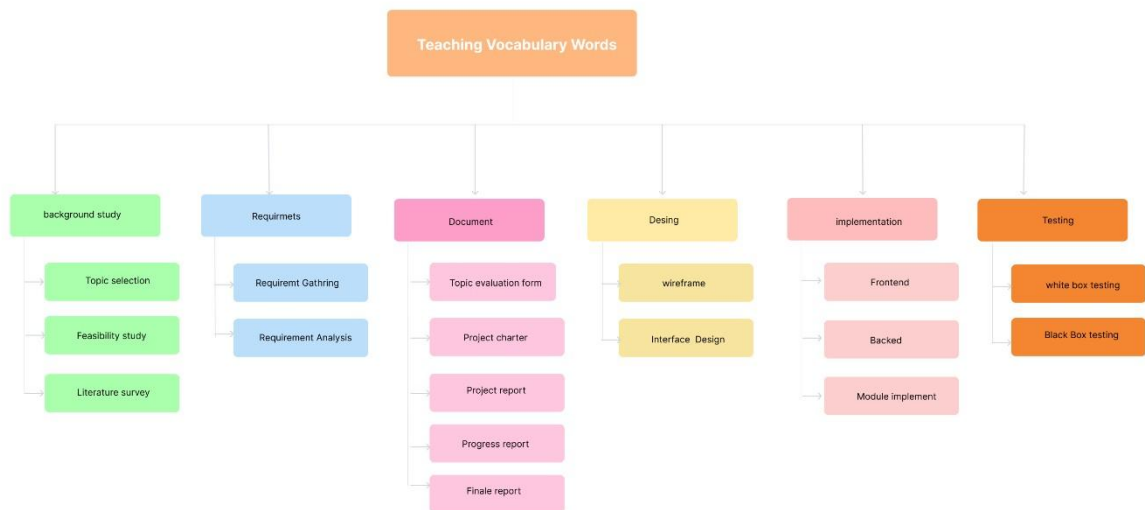 Teaching Vocabulary Words
background study
Topic selection
Feasibility study
Literature survey
Requirmets
Requiremt Gathring
Requirement Analysis
Document
Topic evaluation form
Project charter
Project report
Progress report
Finale report
Desing
wireframe
Interface Design
implementation
Frontend
Backed
Module implement
Testing
white box testing
Black Box testing